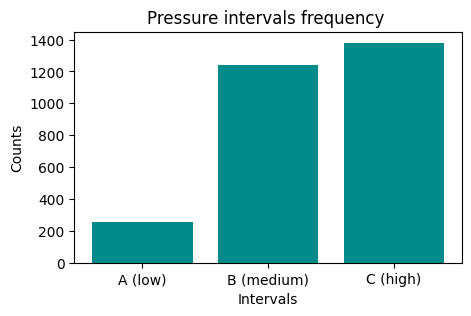 Pressure intervals frequency
Counts
1400
1200
1000
800
600
400
200
0
A (low) B (medium) C (high)
Intervals